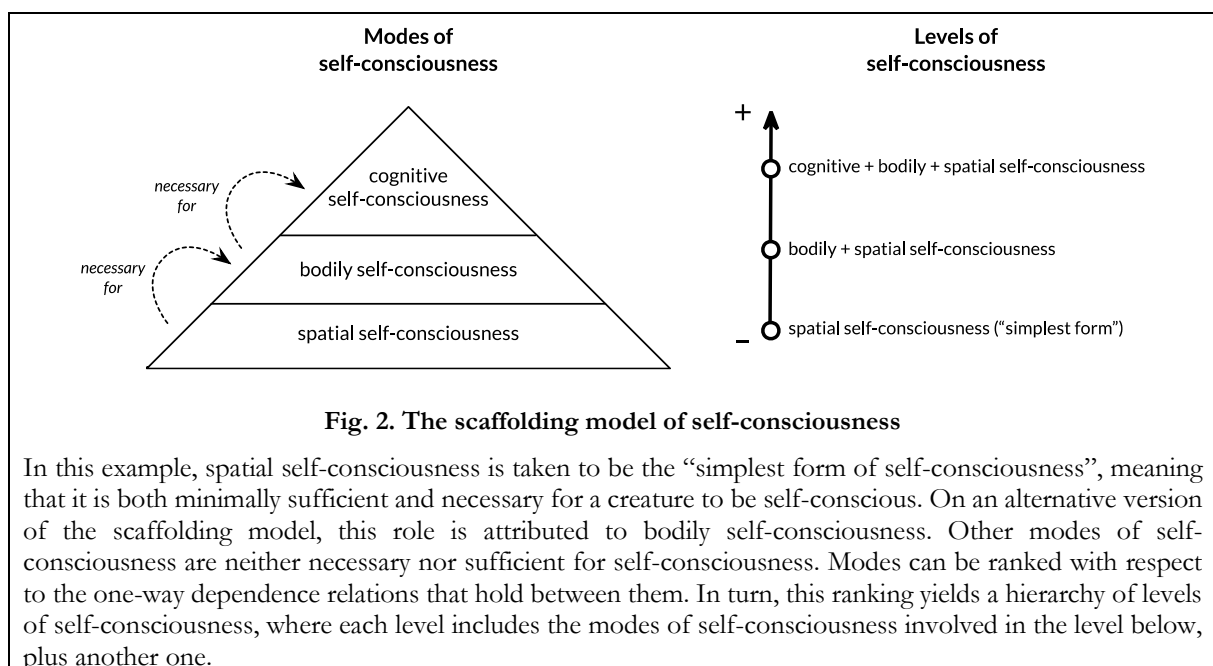 Modes of
self-consciousness
Levels of
self-consciousness
necessary
for
necessary
for
cognitive
self-consciousness
bodily self-consciousness
spatial self-consciousness
+
cognitive + bodily + spatial self-consciousness
bodily + spatial self-consciousness
spatial self-consciousness (“simplest form”)
–
Fig. 2. The scaffolding model of self-consciousness
In this example, spatial self-consciousness is taken to be the “simplest form of self-consciousness”, meaning
that it is both minimally sufficient and necessary for a creature to be self-conscious. On an alternative version
of the scaffolding model, this role is attributed to bodily self-consciousness. Other modes of self-
consciousness are neither necessary nor sufficient for self-consciousness. Modes can be ranked with respect
to the one-way dependence relations that hold between them. In turn, this ranking yields a hierarchy of levels
of self-consciousness, where each level includes the modes of self-consciousness involved in the level below,
plus another one.